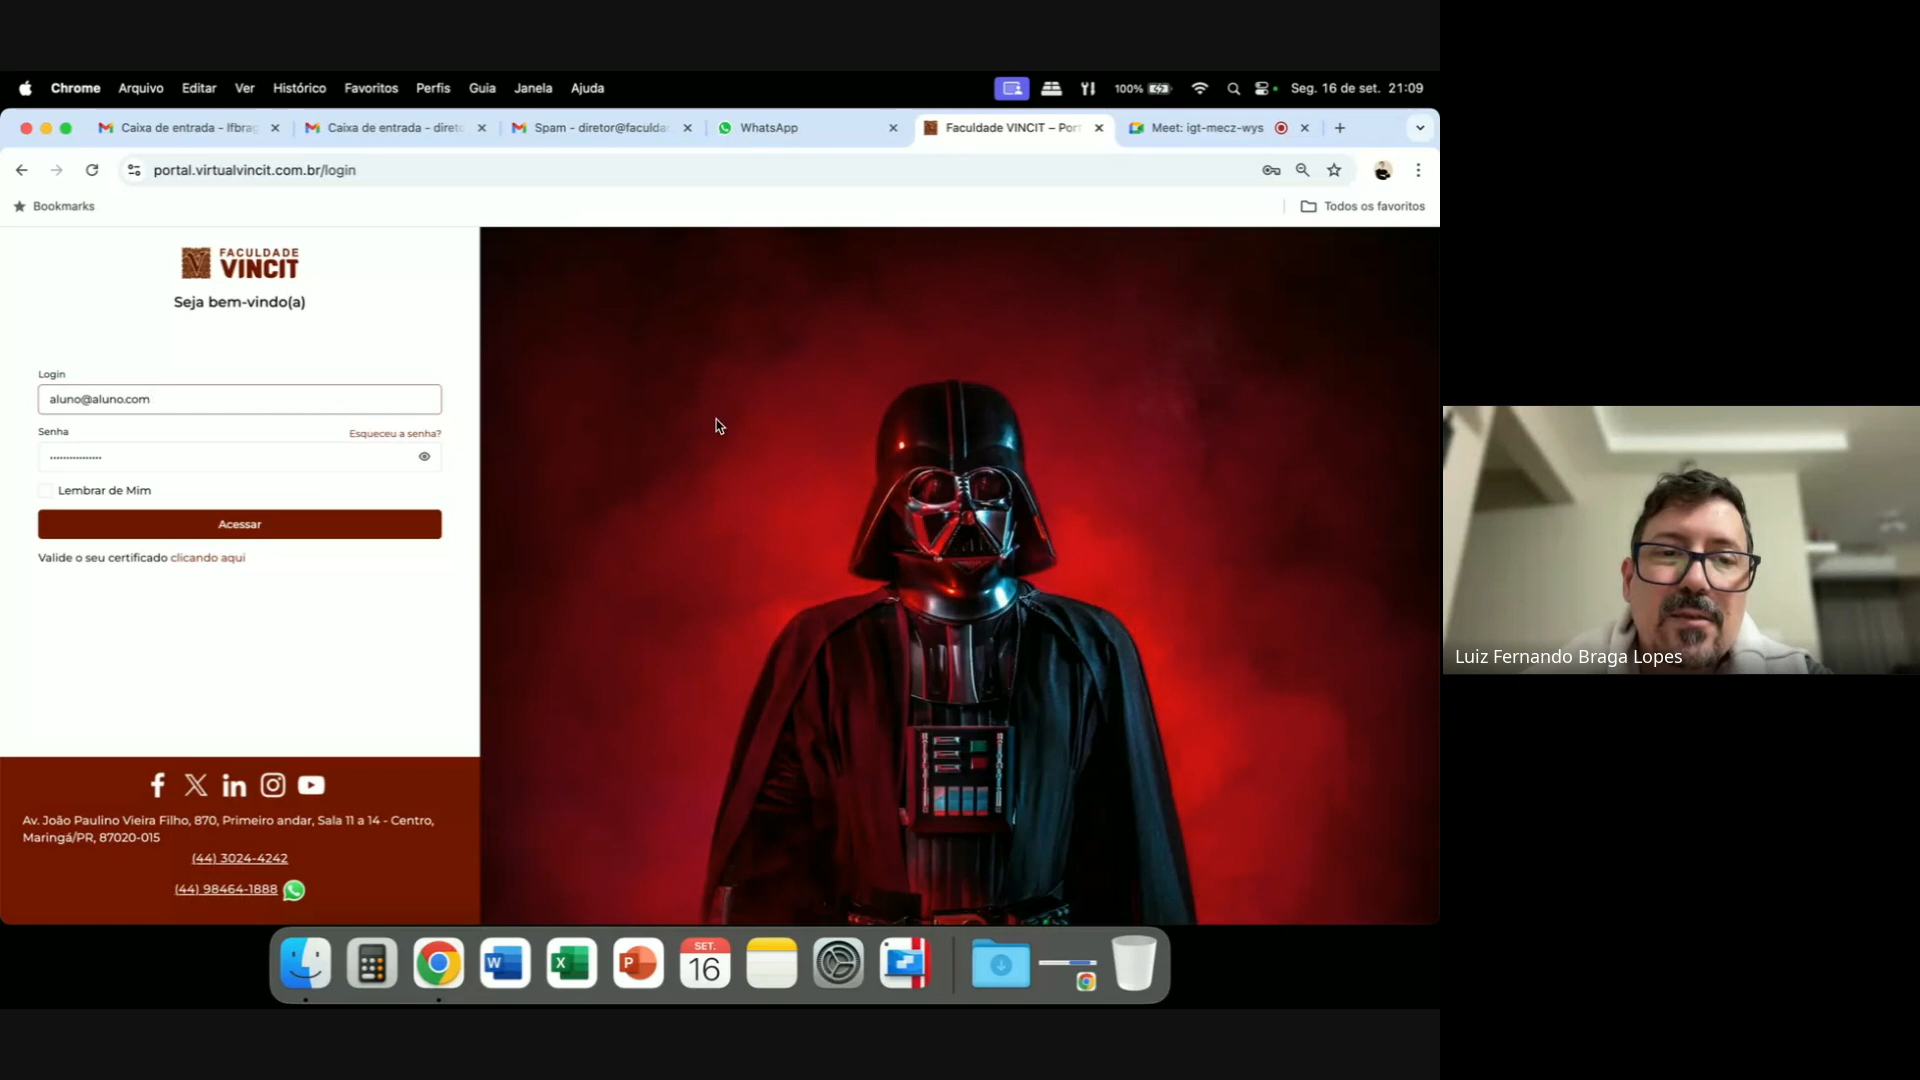 Chrome Arquivo Editar Ver Histórico Favoritos Perfis Guia Janela Ajuda 100% Seg. 16 de set. 21:09
Caixa de entrada - lfbrag Caixa de entrada - direto Spam - diretor@faculda WhatsApp Faculdade VINCIT – Port Meet: igt-mecz-wys
portal.virtualvincit.com.br/login
Bookmarks Todos os favoritos
FACULDADE
VINCIT
Seja bem-vindo(a)
Login
aluno@aluno.com
Senha Esqueceu a senha?
Lembrar de Mim
Acessar
Valide o seu certificado clicando aqui
Av. João Paulino Vieira Filho, 870, Primeiro andar, Sala 11 a 14 - Centro,
Maringá/PR, 87020-015
(44) 3024-4242
(44) 98464-1888
Luiz Fernando Braga Lopes
W X P SET.
16